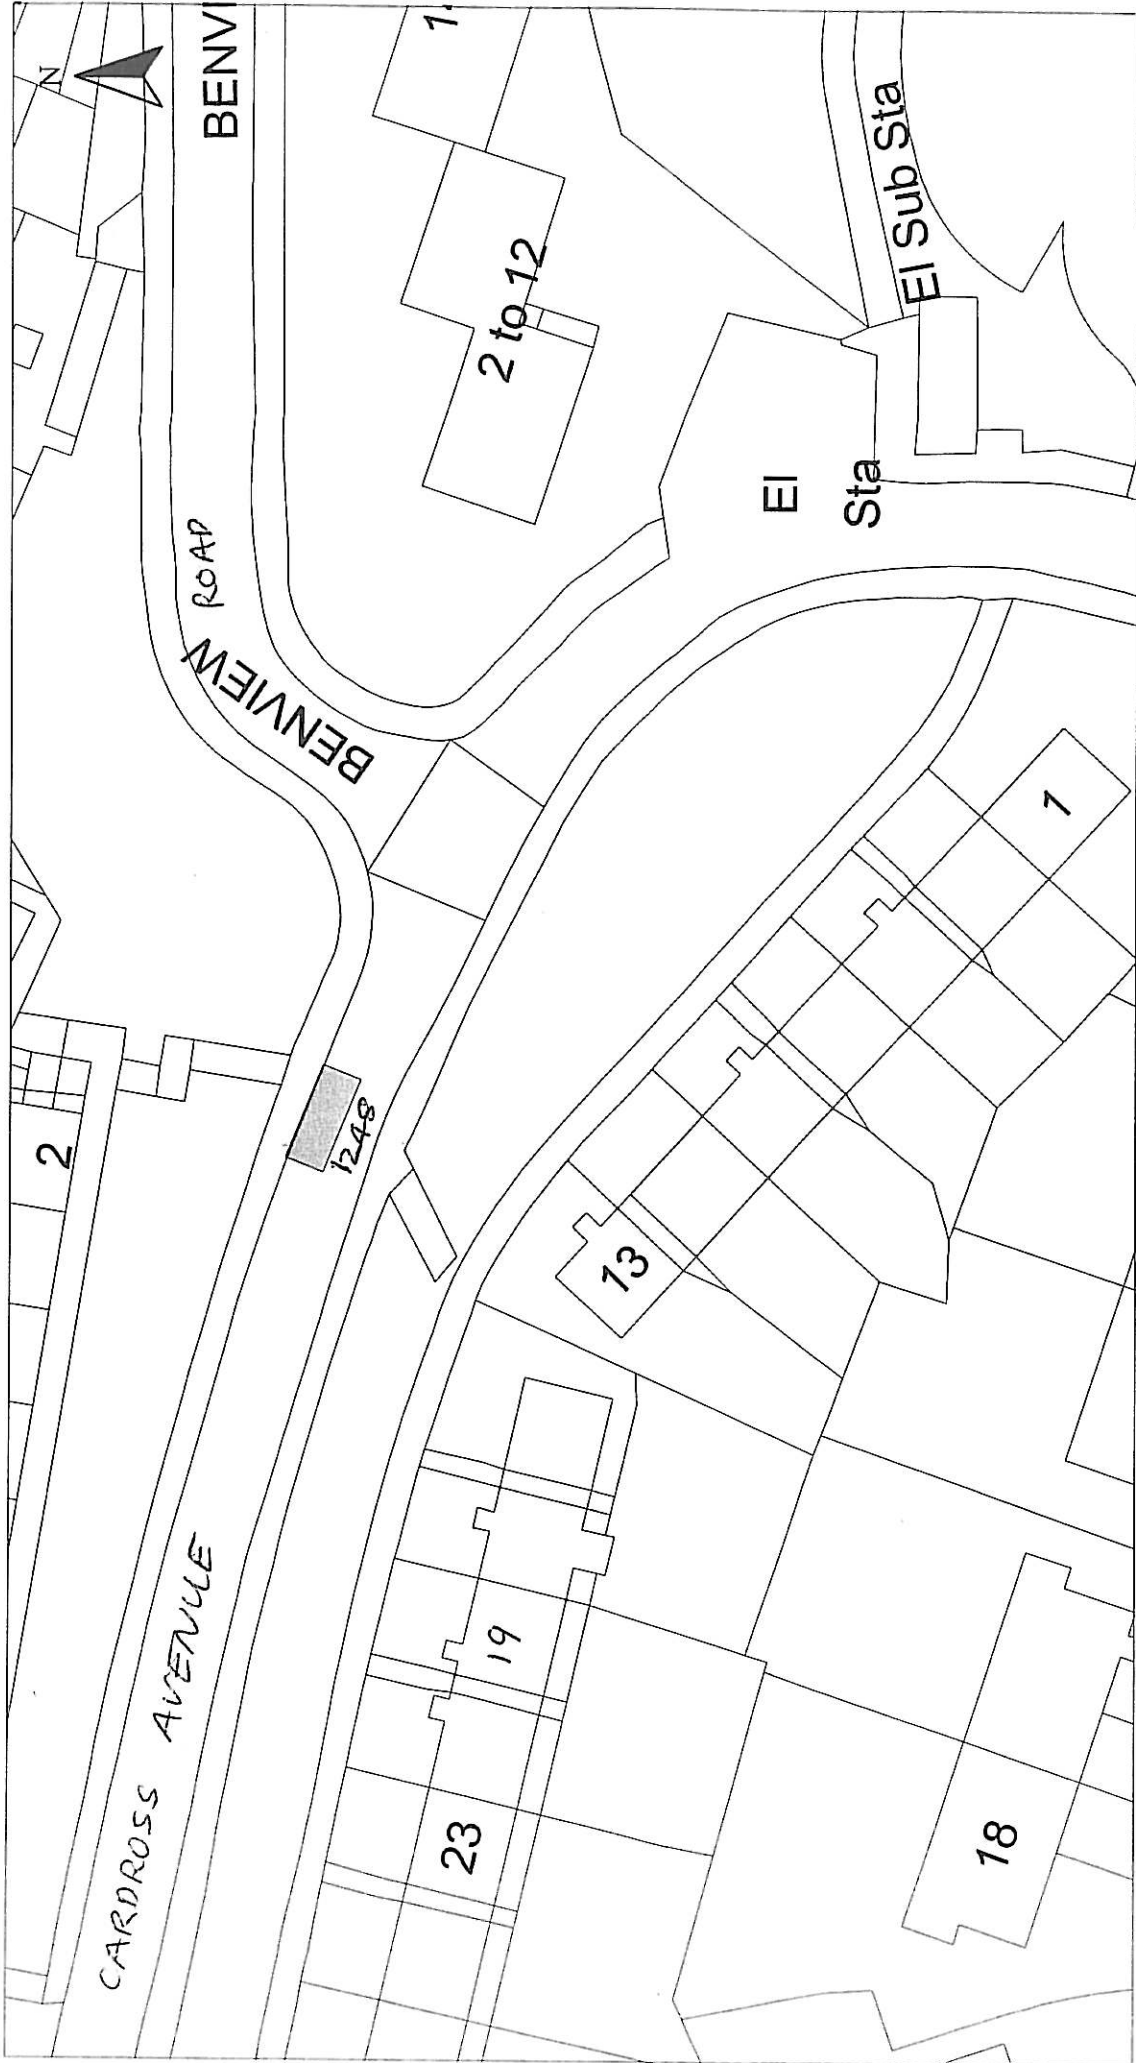 N
2
CARDROSS AVENUE
BENVIEW ROAD
BENVI
1248
2 to 12
23
19
13
1
El
Sta
El Sub Sta
18